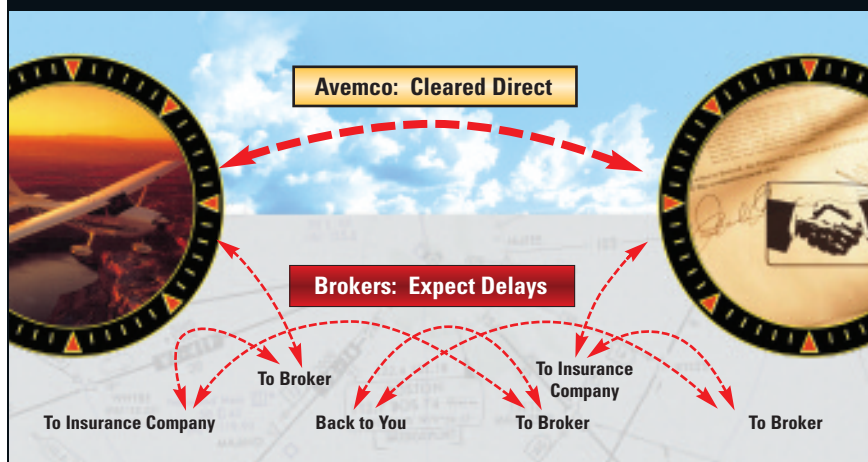 Avemco: Cleared Direct
Brokers: Expect Delays
To Broker
To Insurance
Company
To Insurance Company
Back to You
To Broker
To Broker